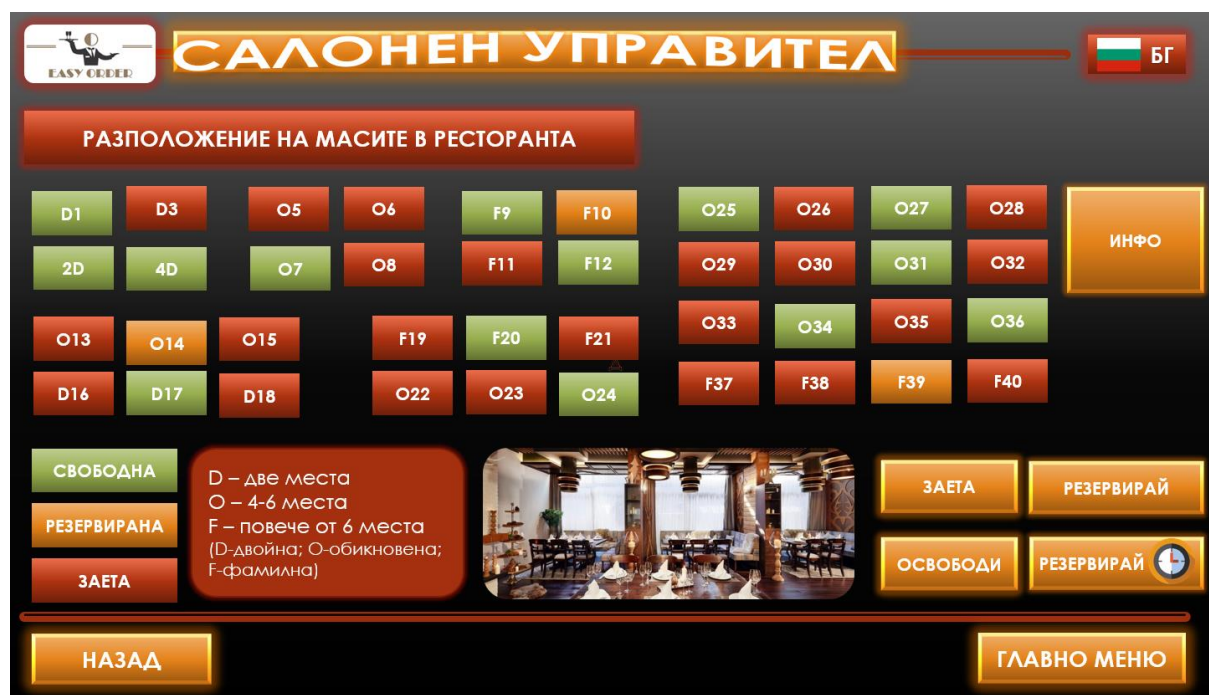 EASY ORDER
САЛОНЕН УПРАВИТЕЛ
БГ
РАЗПОЛОЖЕНИЕ НА МАСИТЕ В РЕСТОРАНТА
D1 D3 O5 O6 F9 F10 O25 O26 O27 O28
ИНФО
2D 4D O7 O8 F11 F12 O29 O30 O31 O32
O13 O14 O15 F19 F20 F21 O33 O34 O35 O36
D16 D17 D18 O22 O23 O24 F37 F38 F39 F40
СВОБОДНА
РЕЗЕРВИРАНА
ЗАЕТА
D – две места
O – 4-6 места
F – повече от 6 места
(D-двойна; O-обикновена;
F-фамилна)
ЗАЕТА РЕЗЕРВИРАЙ
ОСВОБОДИ РЕЗЕРВИРАЙ
НАЗАД ГЛАВНО МЕНЮ